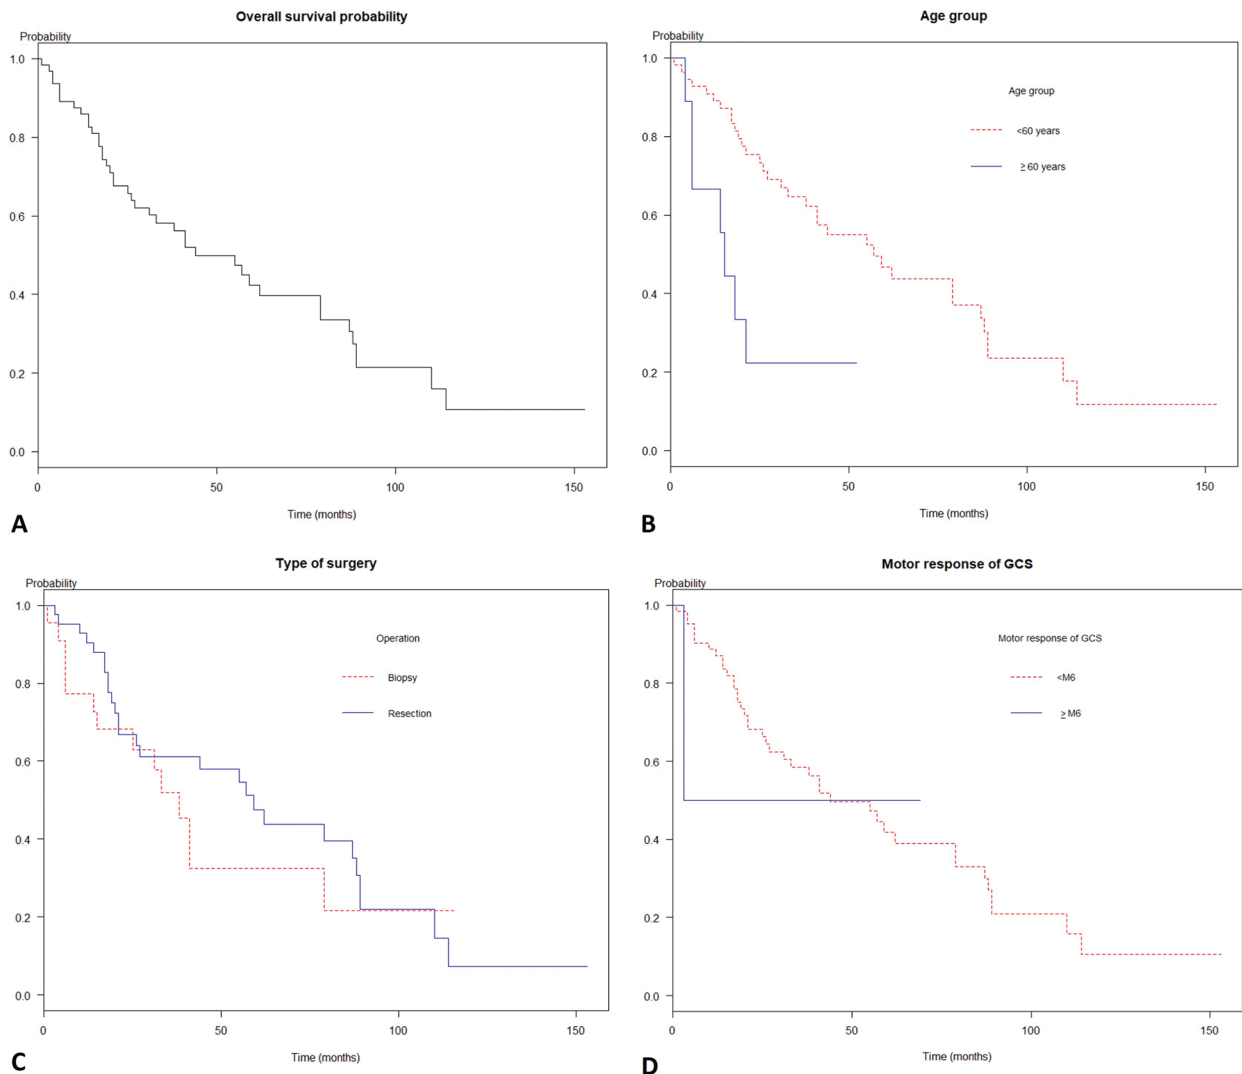 Overall survival probability
Probability
1.0
0.8
0.6
0.4
0.2
0.0
0 50 100 150
Time (months)
A
Age group
Probability
1.0
0.8
0.6
0.4
0.2
0.0
Age group
<60 years
≥ 60 years
0 50 100 150
Time (months)
B
Type of surgery
Probability
1.0
0.8
0.6
0.4
0.2
0.0
Operation
Biopsy
Resection
0 50 100 150
Time (months)
C
Motor response of GCS
Probability
1.0
0.8
0.6
0.4
0.2
0.0
Motor response of GCS
<M6
≥ M6
0 50 100 150
Time (months)
D